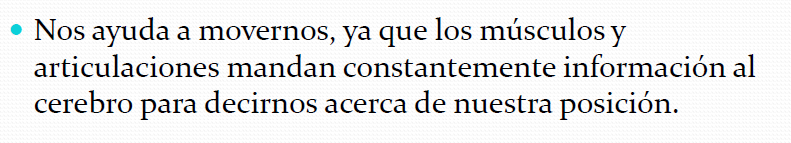 • Nos ayuda a movernos, ya que los músculos y
articulaciones mandan constantemente información al
cerebro para decirnos acerca de nuestra posición.